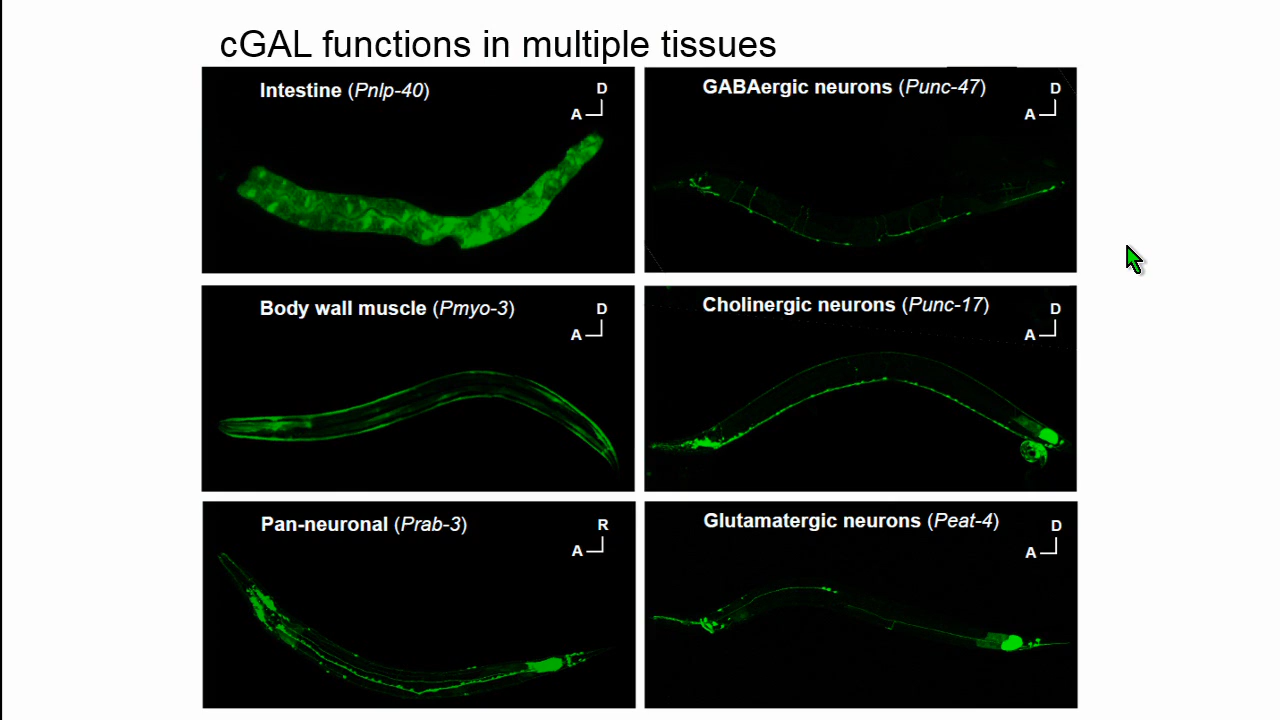 cGAL functions in multiple tissues
Intestine (Pnlp-40)
D
A
GABAergic neurons (Punc-47)
D
A
Body wall muscle (Pmyo-3)
D
A
Cholinergic neurons (Punc-17)
D
A
Pan-neuronal (Prab-3)
R
A
Glutamatergic neurons (Peat-4)
D
A